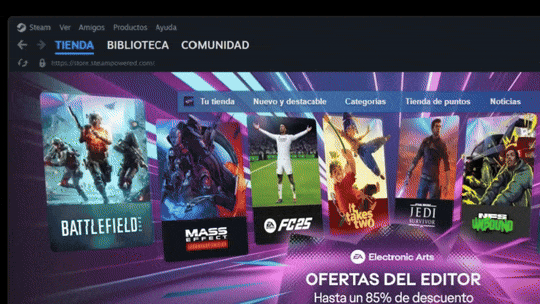 Steam Ver Amigos Productos Ayuda
TIENDA BIBLIOTECA COMUNIDAD
https://store.steampowered.com/
Tu tienda Nuevo y destacable Categorías Tienda de puntos Noticias
BATTLEFIELD
MASS EFFECT
EA FC25
it takes two
JEDI
SURVIVOR
NFS
UNBOUND
EA Electronic Arts
OFERTAS DEL EDITOR
Hasta un 85% de descuento